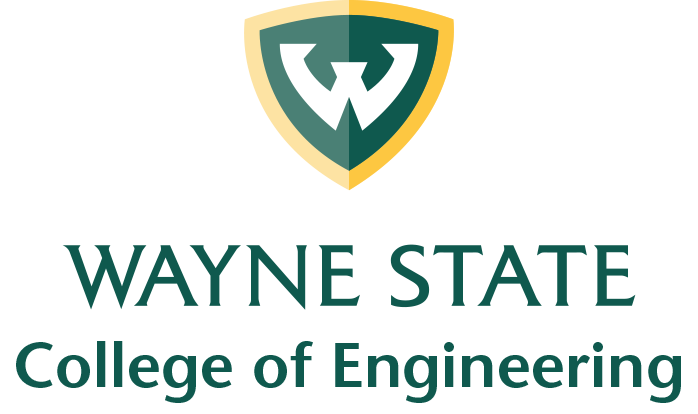 W
WAYNE STATE
College of Engineering